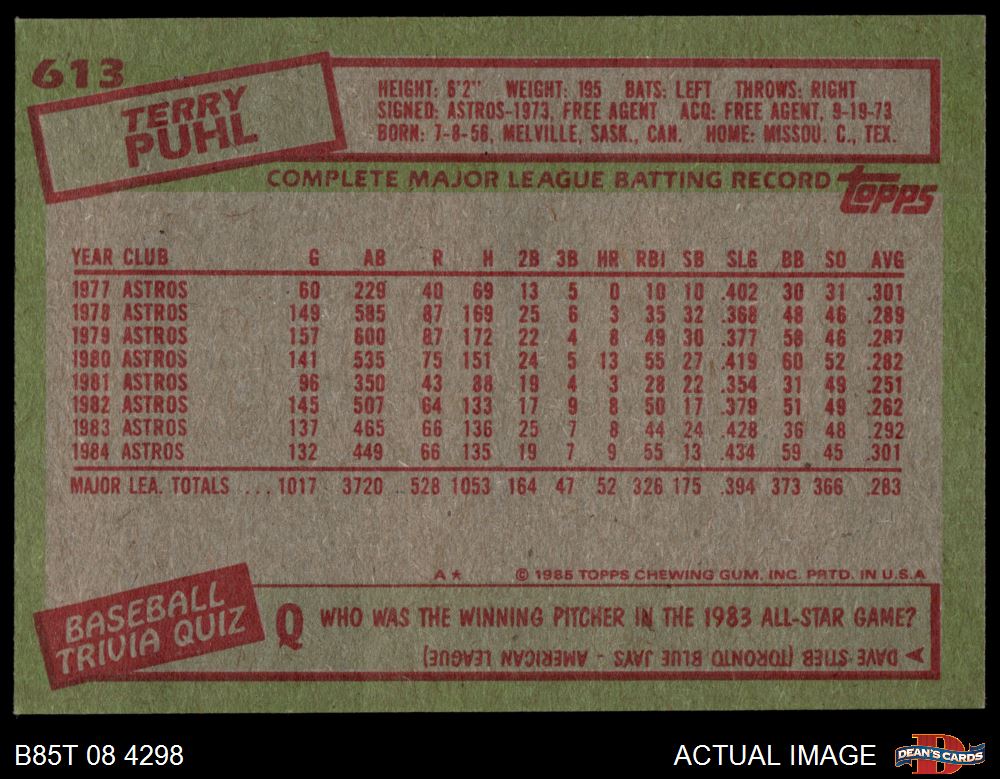 613
TERRY
PUHL
HEIGHT: 6'2" WEIGHT: 195 BATS: LEFT THROWS: RIGHT
SIGNED: ASTROS-1973, FREE AGENT ACQ: FREE AGENT, 9-19-73
BORN: 7-8-56, MELVILLE, SASK., CAN. HOME: MISSOU. C., TEX.
COMPLETE MAJOR LEAGUE BATTING RECORD topps
YEAR CLUB G AB R H 2B 3B HR RBI SB SLG BB SO AVG
1977 ASTROS 60 229 40 69 13 5 0 10 10 .402 30 31 .301
1978 ASTROS 149 585 87 169 25 6 3 35 32 .368 48 46 .289
1979 ASTROS 157 600 87 172 22 4 8 49 30 .377 58 46 .287
1980 ASTROS 141 535 75 151 24 5 13 55 27 .419 60 52 .282
1981 ASTROS 96 350 43 88 19 4 3 28 22 .354 31 49 .251
1982 ASTROS 145 507 64 133 17 9 8 50 17 .379 51 49 .262
1983 ASTROS 137 465 66 136 25 7 8 44 24 .428 36 48 .292
1984 ASTROS 132 449 66 135 19 7 9 55 13 .434 59 45 .301
MAJOR LEA. TOTALS ... 1017 3720 528 1053 164 47 52 326 175 .394 373 366 .283
A★ © 1985 TOPPS CHEWING GUM, INC. PRTD. IN U.S.A.
BASEBALL
TRIVIA QUIZ
Q WHO WAS THE WINNING PITCHER IN THE 1983 ALL-STAR GAME?
DAVE STIEB (TORONTO BLUE JAYS - AMERICAN LEAGUE)
B85T 08 4298 ACTUAL IMAGE D DEAN'S CARDS